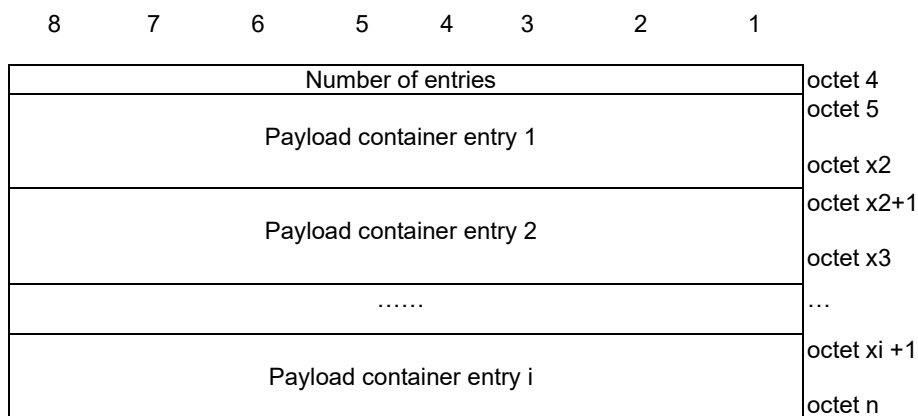 8 7 6 5 4 3 2 1
Number of entries octet 4
octet 5
Payload container entry 1
octet x2
octet x2+1
Payload container entry 2
octet x3
…… …
octet xi +1
Payload container entry i
octet n